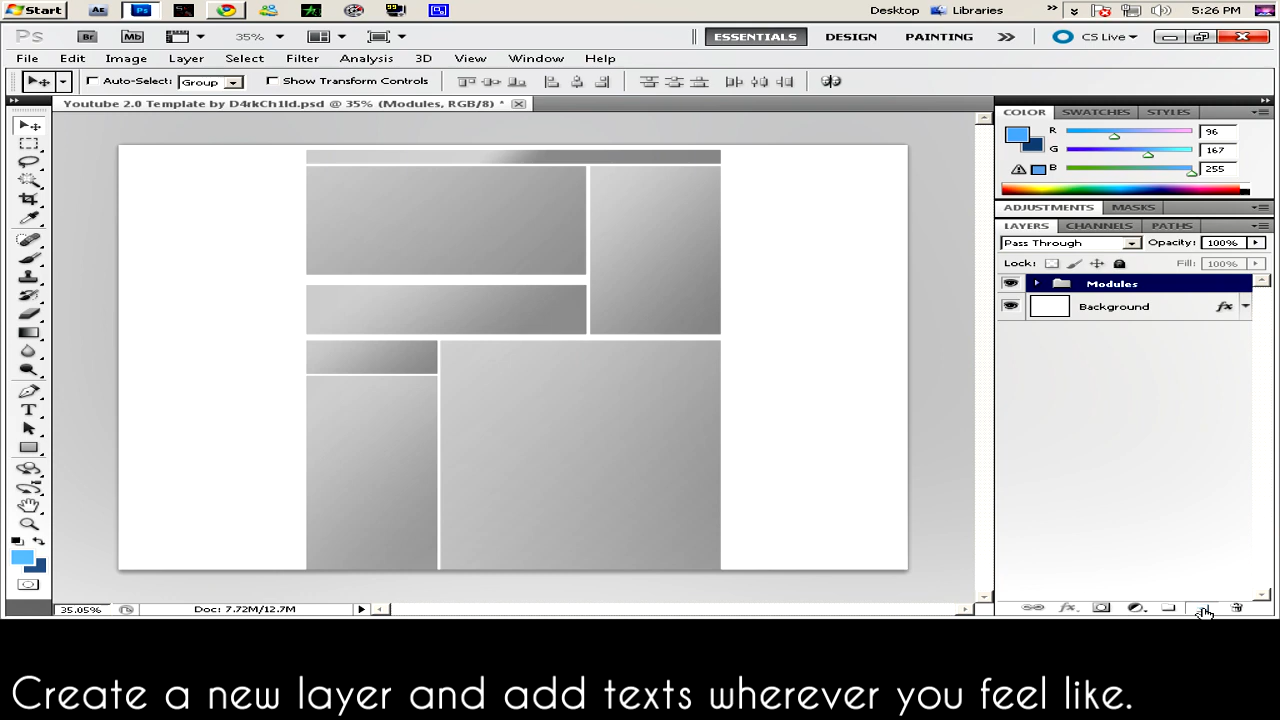 Start Ae Ps Desktop Libraries 5:26 PM
Ps Br Mb 35% ESSENTIALS DESIGN PAINTING CS Live
File Edit Image Layer Select Filter Analysis 3D View Window Help
Auto-Select: Group Show Transform Controls
Youtube 2.0 Template by D4rkCh1ld.psd @ 35% (Modules, RGB/8) *
COLOR SWATCHES STYLES
R 96
G 167
B 255
ADJUSTMENTS MASKS
LAYERS CHANNELS PATHS
Pass Through Opacity: 100%
Lock: Fill: 100%
Modules
Background fx
T
35.05% Doc: 7.72M/12.7M
fx
Create a new layer and add texts wherever you feel like.